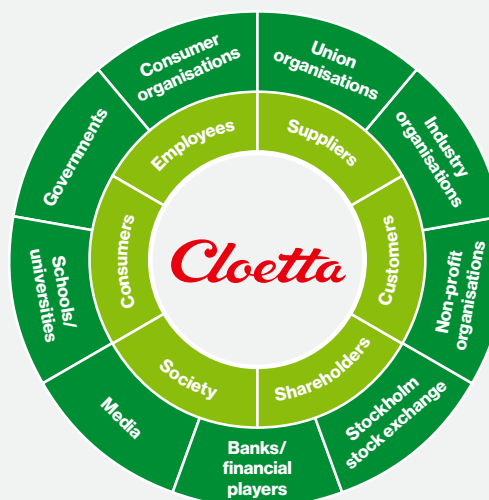 Consumer
organisations
Union
organisations
Industry
organisations
Non-profit
organisations
Stockholm
stock exchange
Banks/
financial
players
Media
Schools/
universities
Governments
Employees
Suppliers
Customers
Shareholders
Society
Consumers
Cloetta